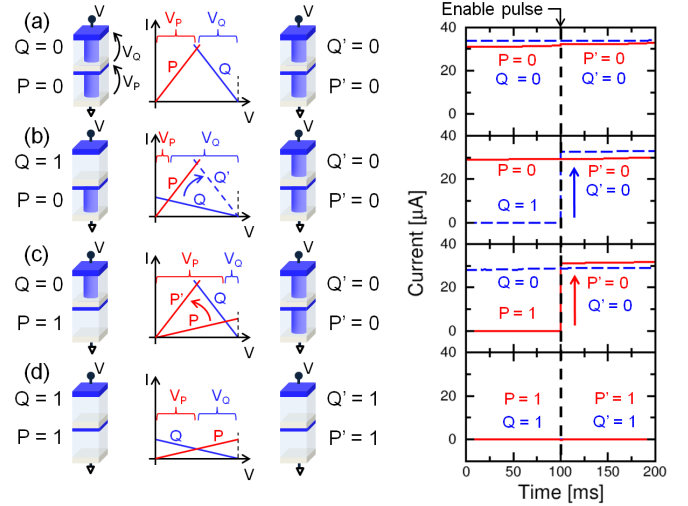 Enable pulse
(a)
V
Q = 0
V_Q
P = 0
V_P
I
V_P
V_Q
P
Q
V
V
Q' = 0
P' = 0
40
20
0
P = 0
P' = 0
Q = 0
Q' = 0
(b)
V
Q = 1
P = 0
I
V_P
V_Q
P
Q'
Q
V
V
Q' = 0
P' = 0
40
20
0
P = 0
Q = 1
P' = 0
Q' = 0
(c)
V
Q = 0
P = 1
I
V_P
V_Q
P'
Q
P
V
V
Q' = 0
P' = 0
40
20
0
Q = 0
P = 1
P' = 0
Q' = 0
(d)
V
Q = 1
P = 1
I
V_P
V_Q
Q
P
V
V
Q' = 1
P' = 1
40
20
0
P = 1
Q = 1
P' = 1
Q' = 1
Current [µA]
0
50
100
150
200
Time [ms]